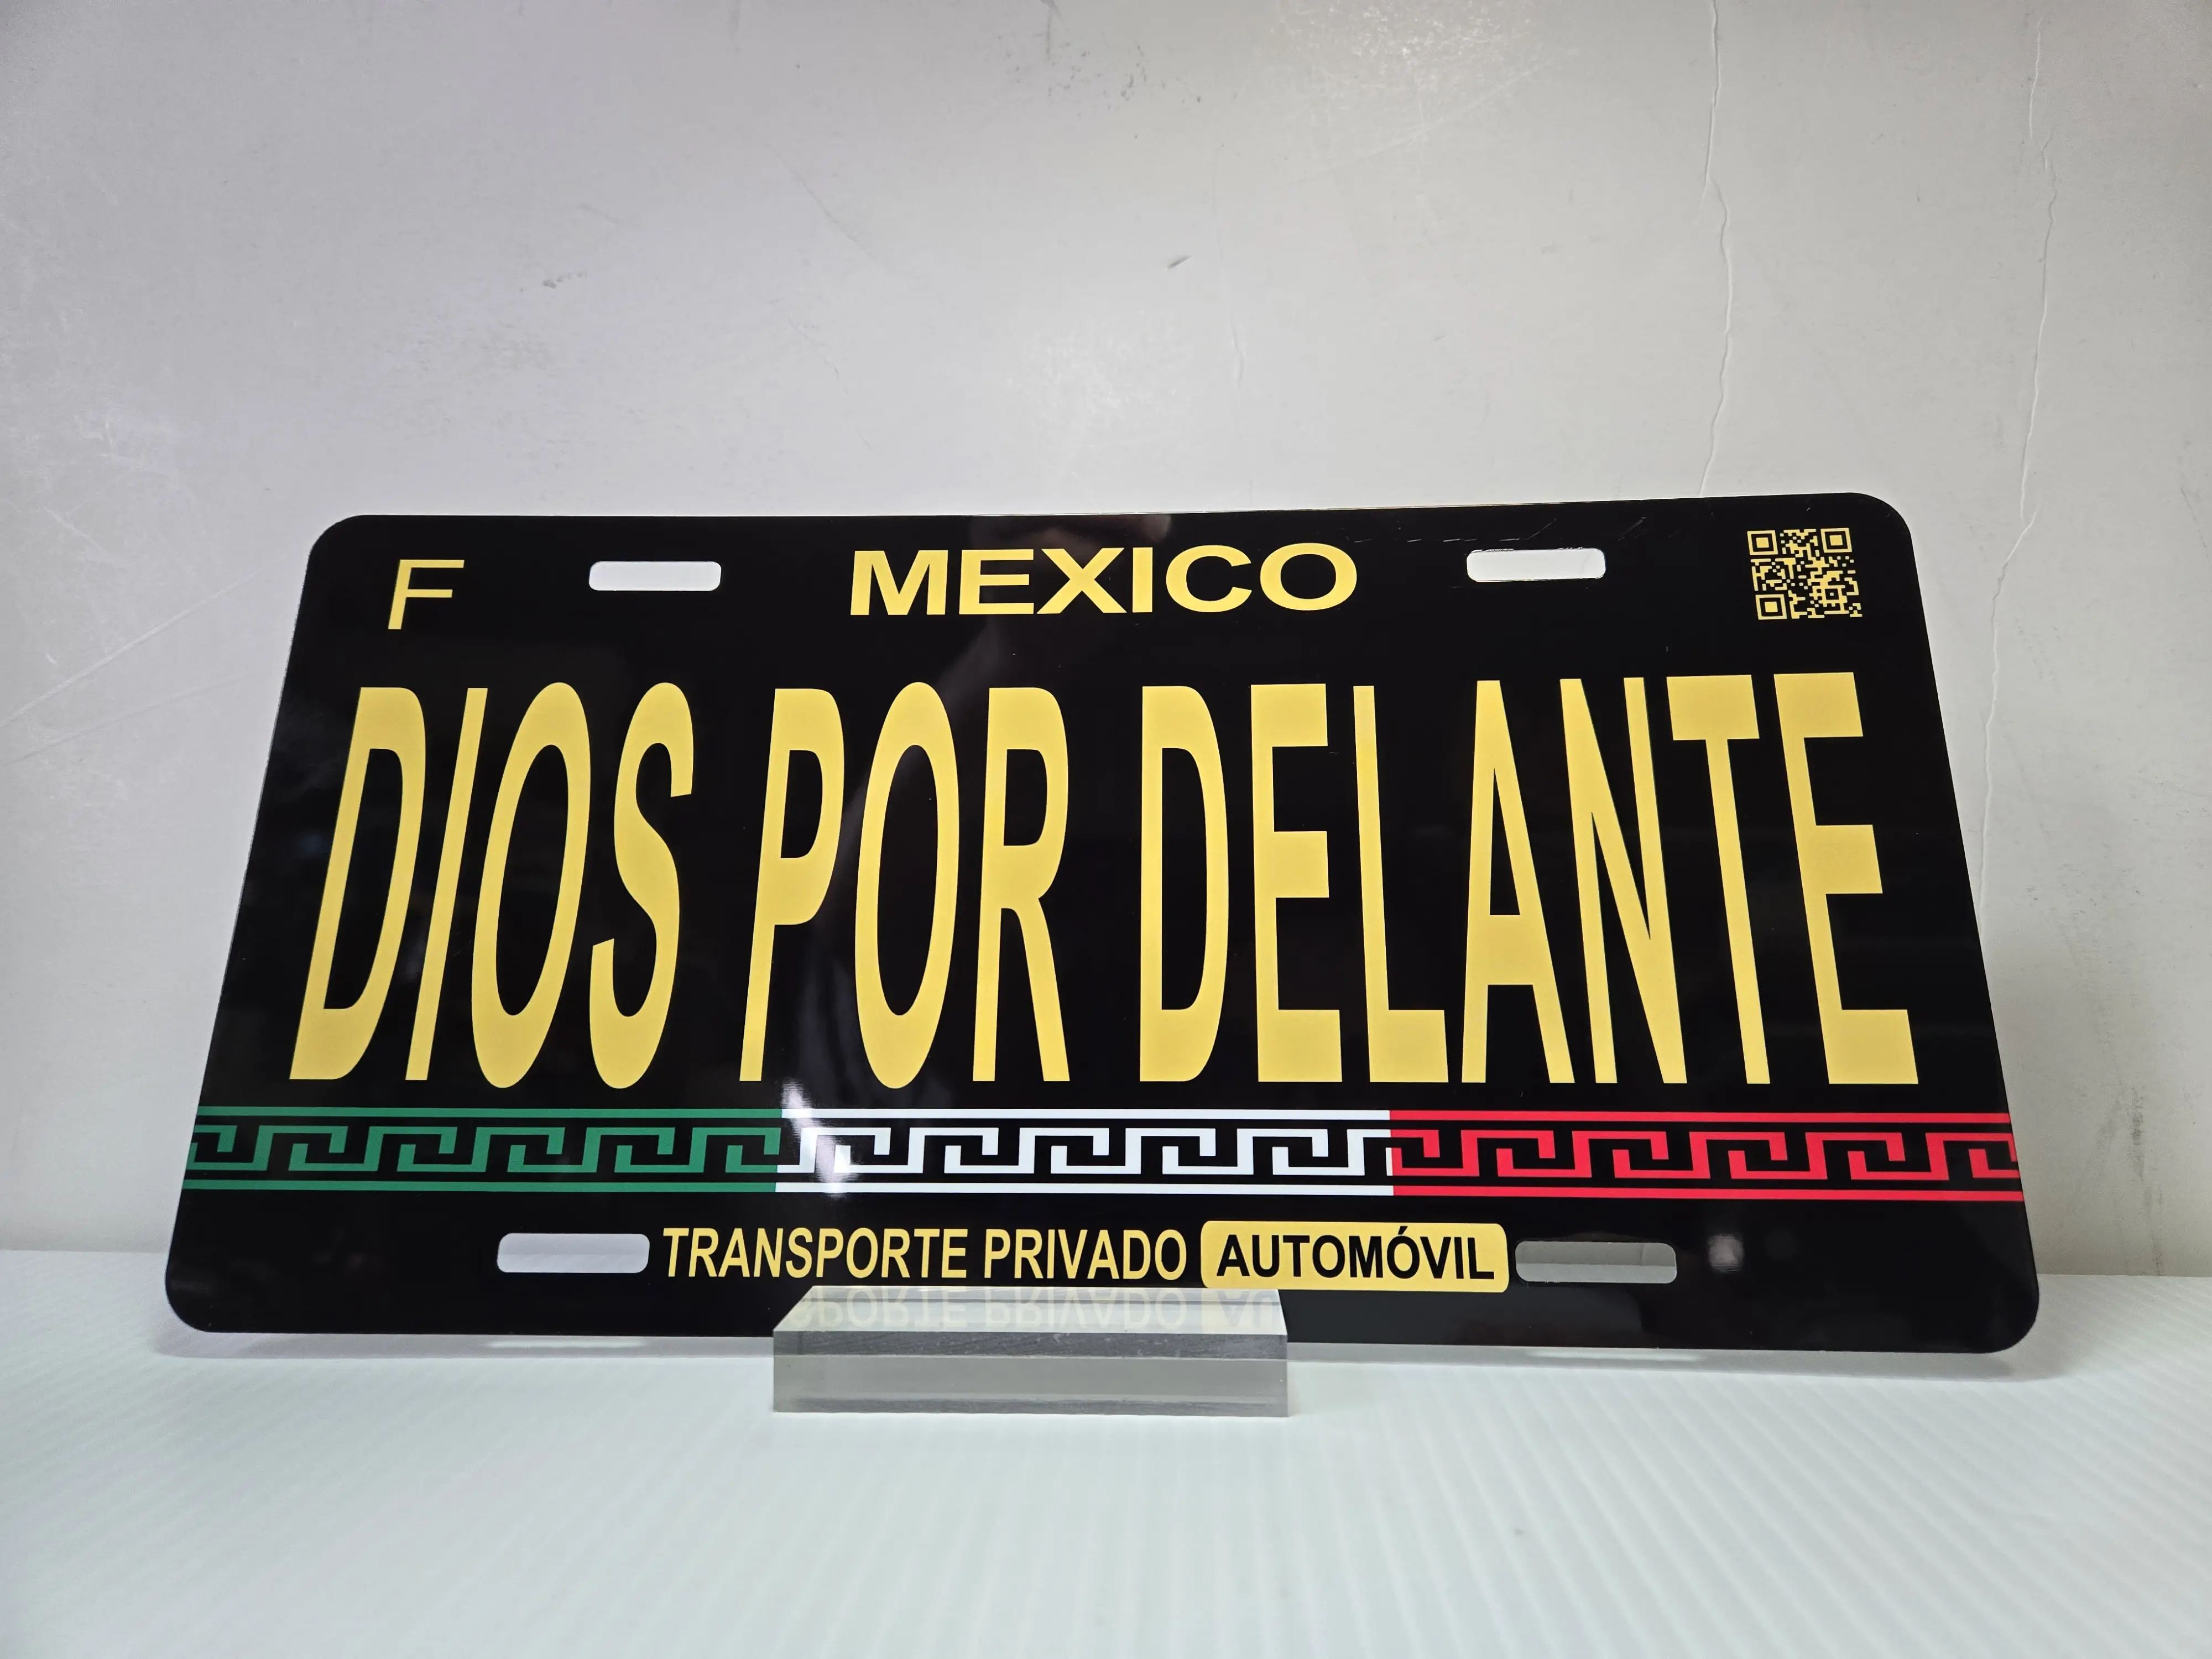 F MEXICO
DIOS POR DELANTE
TRANSPORTE PRIVADO AUTOMÓVIL